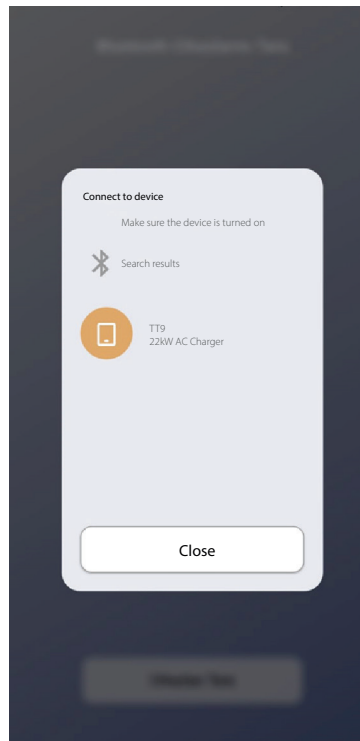 Connect to device
Make sure the device is turned on
Search results
TT9
22kW AC Charger
Close